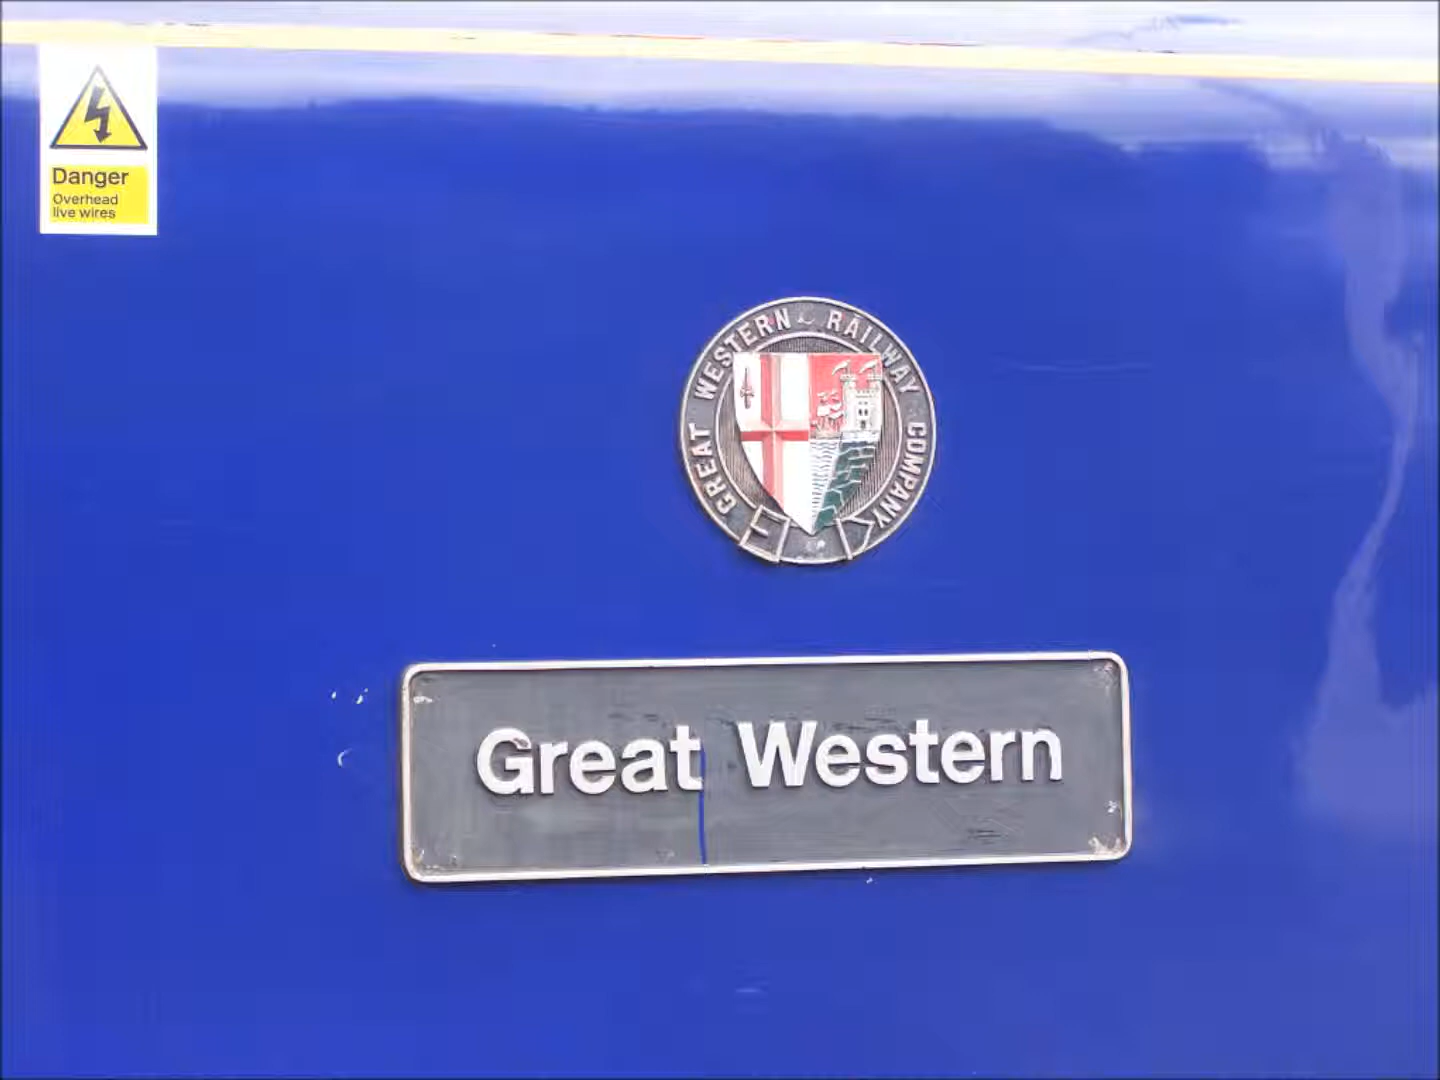 Danger
Overhead
live wires
GREAT WESTERN RAILWAY COMPANY
Great Western